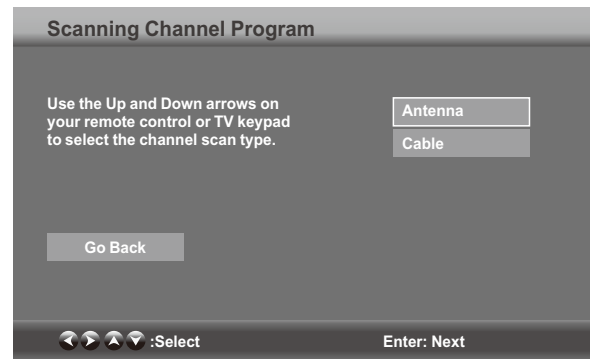 Scanning Channel Program
Use the Up and Down arrows on
your remote control or TV keypad
to select the channel scan type.
Antenna
Cable
Go Back
:Select
Enter: Next